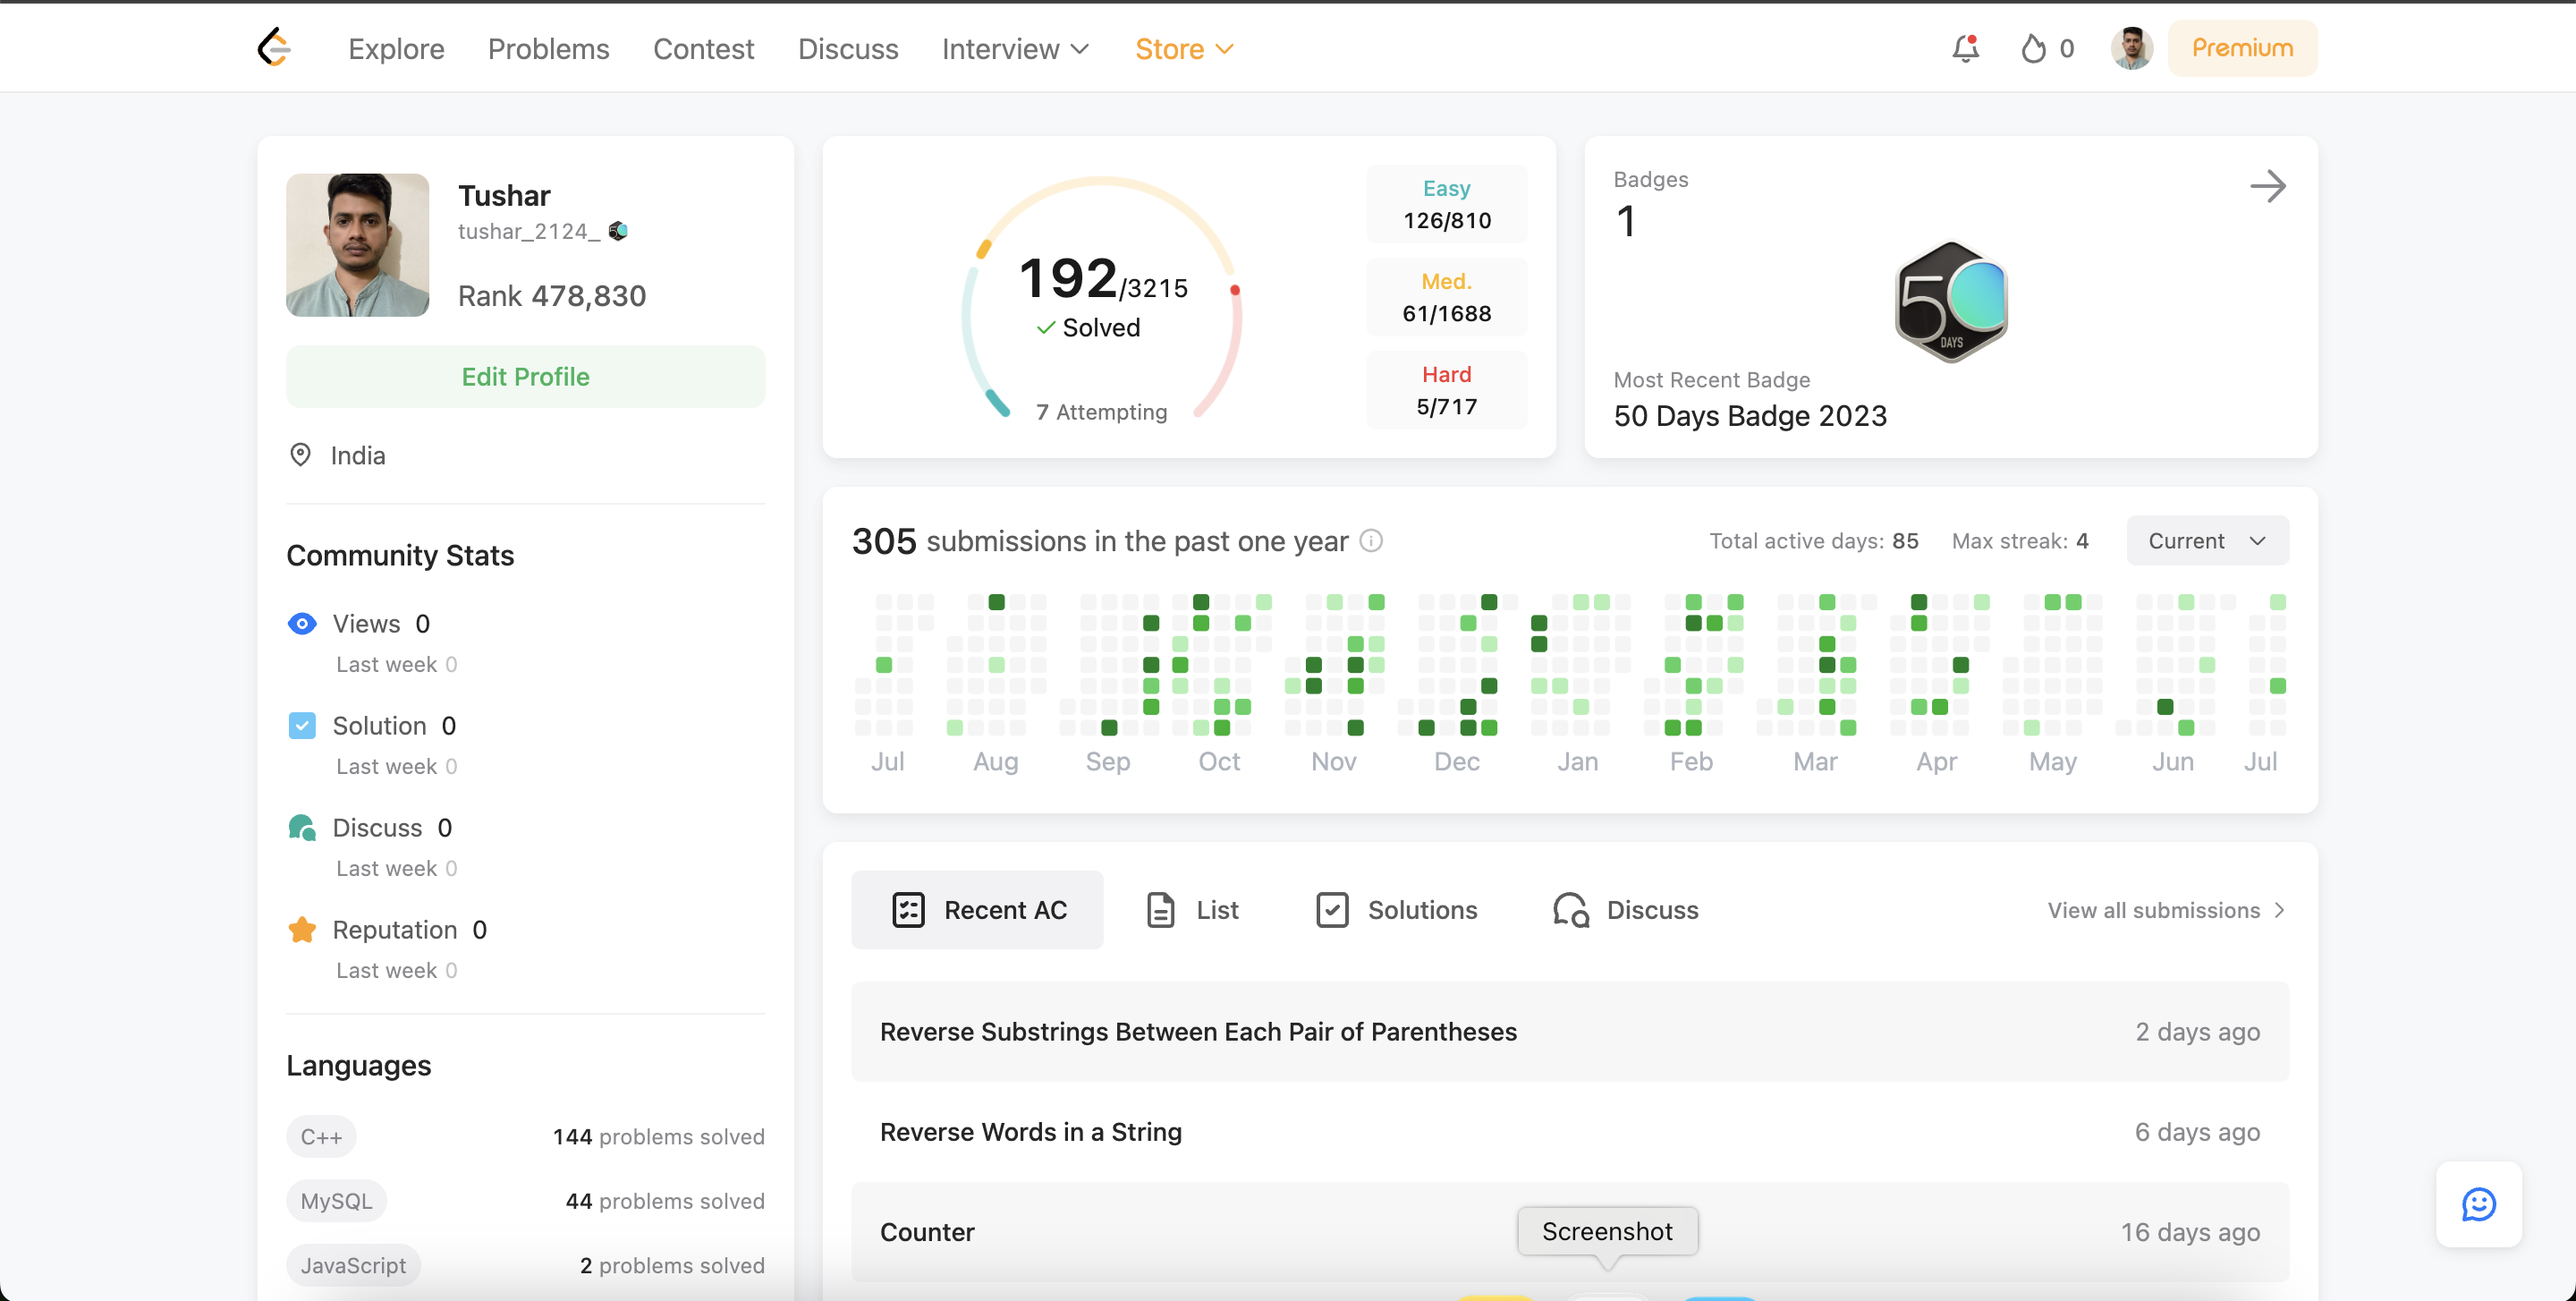 Explore Problems Contest Discuss Interview Store 0 Premium
Tushar
tushar_2124_
Rank 478,830
Edit Profile
India
Community Stats
Views 0
Last week 0
Solution 0
Last week 0
Discuss 0
Last week 0
Reputation 0
Last week 0
Languages
C++ 144 problems solved
MySQL 44 problems solved
JavaScript 2 problems solved
192/3215
Solved
7 Attempting
Easy
126/810
Med.
61/1688
Hard
5/717
Badges
1
50
DAYS
Most Recent Badge
50 Days Badge 2023
305 submissions in the past one year Total active days: 85 Max streak: 4 Current
Jul Aug Sep Oct Nov Dec Jan Feb Mar Apr May Jun Jul
Recent AC List Solutions Discuss View all submissions
Reverse Substrings Between Each Pair of Parentheses 2 days ago
Reverse Words in a String 6 days ago
Counter 16 days ago
Screenshot